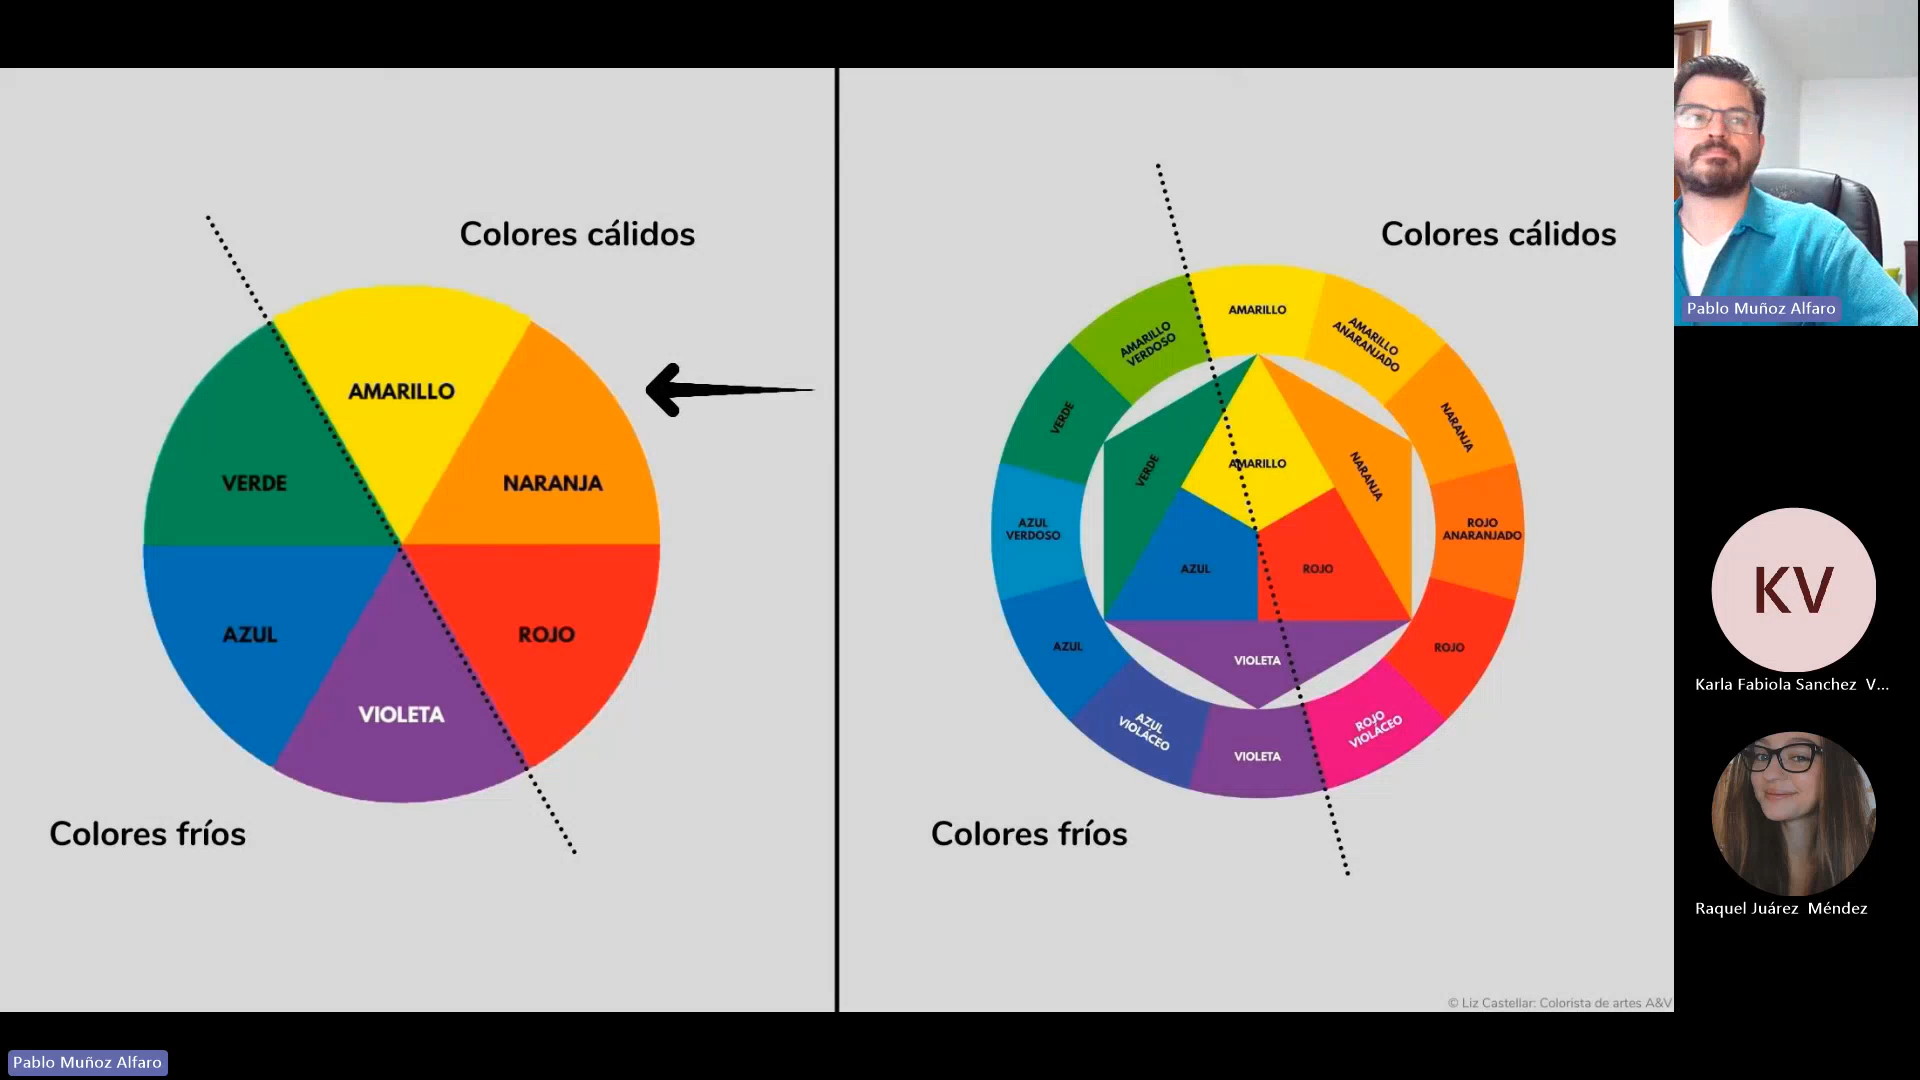 Colores cálidos
AMARILLO
VERDE
NARANJA
AZUL
ROJO
VIOLETA
Colores fríos
Colores cálidos
AMARILLO
AMARILLO
ANARANJADO
AMARILLO
VERDOSO
NARANJA
VERDE
ROJO
ANARANJADO
AZUL
VERDOSO
ROJO
AZUL
ROJO
VIOLÁCEO
AZUL
VIOLÁCEO
VIOLETA
AMARILLO
VERDE
NARANJA
AZUL
ROJO
VIOLETA
Colores fríos
© Liz Castellar: Colorista de artes A&V
Pablo Muñoz Alfaro
KV
Karla Fabiola Sanchez V...
Raquel Juárez Méndez
Pablo Muñoz Alfaro